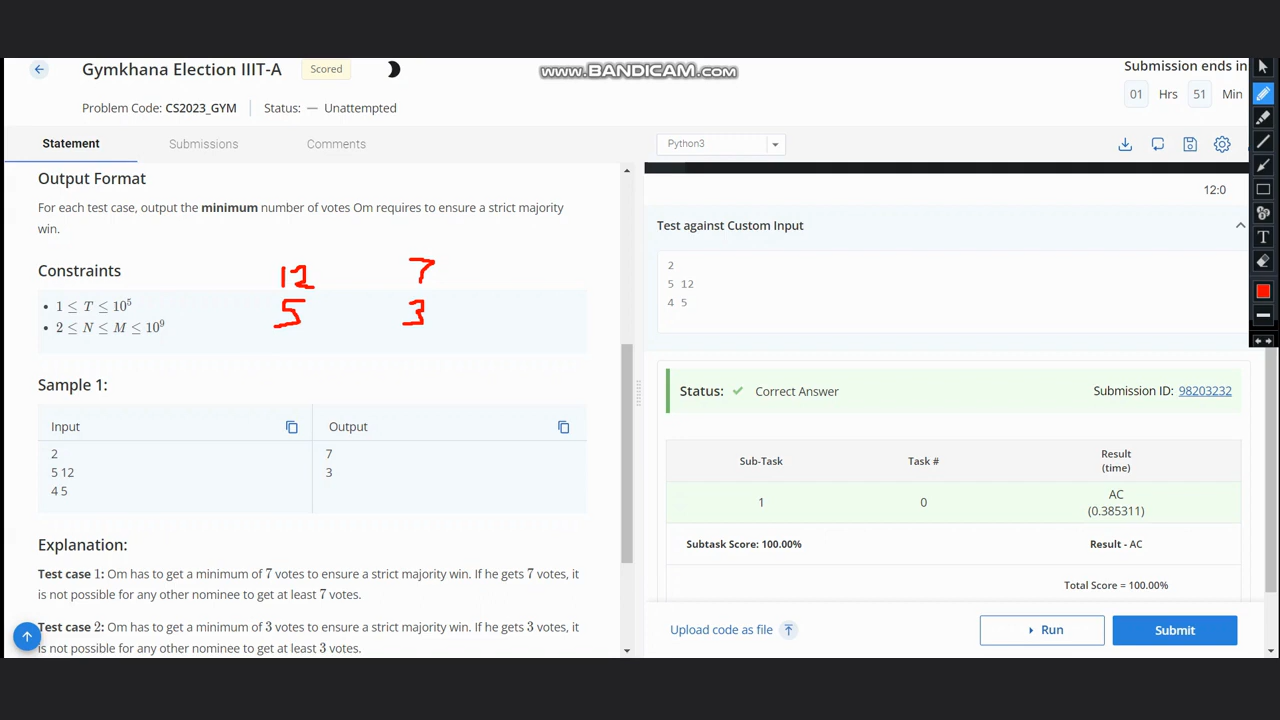 www.BANDICAM.com
Gymkhana Election IIIT-A
Scored
Submission ends in
Problem Code: CS2023_GYM
Status: — Unattempted
01 Hrs 51 Min
Statement
Submissions
Comments
Python3
Output Format
For each test case, output the minimum number of votes Om requires to ensure a strict majority
win.
Constraints
12 7
• 1 ≤ T ≤ 10⁵
5 3
• 2 ≤ N ≤ M ≤ 10⁹
Sample 1:
Input
Output
2
5 12
4 5
7
3
Explanation:
Test case 1: Om has to get a minimum of 7 votes to ensure a strict majority win. If he gets 7 votes, it
is not possible for any other nominee to get at least 7 votes.
Test case 2: Om has to get a minimum of 3 votes to ensure a strict majority win. If he gets 3 votes, it
is not possible for any other nominee to get at least 3 votes.
12:0
Test against Custom Input
2
5 12
4 5
Status: ✓ Correct Answer
Submission ID: 98203232
Sub-Task
Task #
Result
(time)
1
0
AC
(0.385311)
Subtask Score: 100.00%
Result - AC
Total Score = 100.00%
Upload code as file
Run
Submit
T